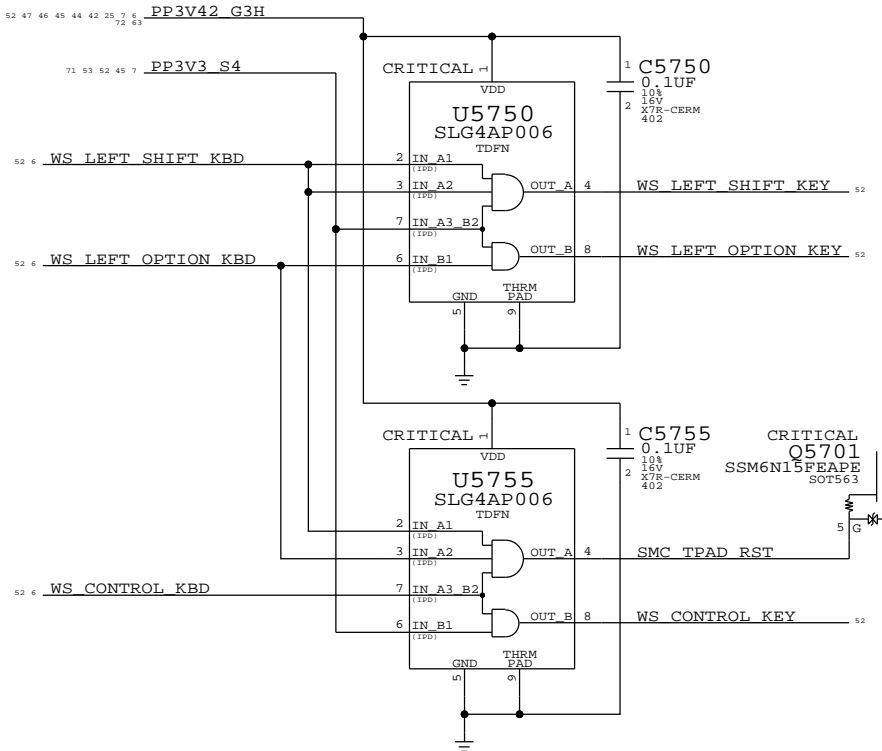 52 47 46 45 44 42 25 7 6 PP3V42_G3H
72 63
71 53 52 45 7 PP3V3_S4
CRITICAL
1
VDD
U5750
SLG4AP006
TDFN
1 C5750
0.1UF
10%
16V
2 X7R-CERM
402
52 6 WS_LEFT_SHIFT_KBD
2 IN_A1
(IPD)
3 IN_A2
(IPD)
OUT_A 4 WS_LEFT_SHIFT_KEY 52
7 IN_A3_B2
(IPD)
OUT_B 8 WS_LEFT_OPTION_KEY 52
52 6 WS_LEFT_OPTION_KBD
6 IN_B1
(IPD)
GND
THRM
PAD
5 9
CRITICAL
1
VDD
U5755
SLG4AP006
TDFN
1 C5755
0.1UF
10%
16V
2 X7R-CERM
402
CRITICAL
Q5701
SSM6N15FEAPE
SOT563
5 G
2 IN_A1
(IPD)
3 IN_A2
(IPD)
OUT_A 4 SMC_TPAD_RST
52 6 WS_CONTROL_KBD
7 IN_A3_B2
(IPD)
OUT_B 8 WS_CONTROL_KEY 52
6 IN_B1
(IPD)
GND
THRM
PAD
5 9